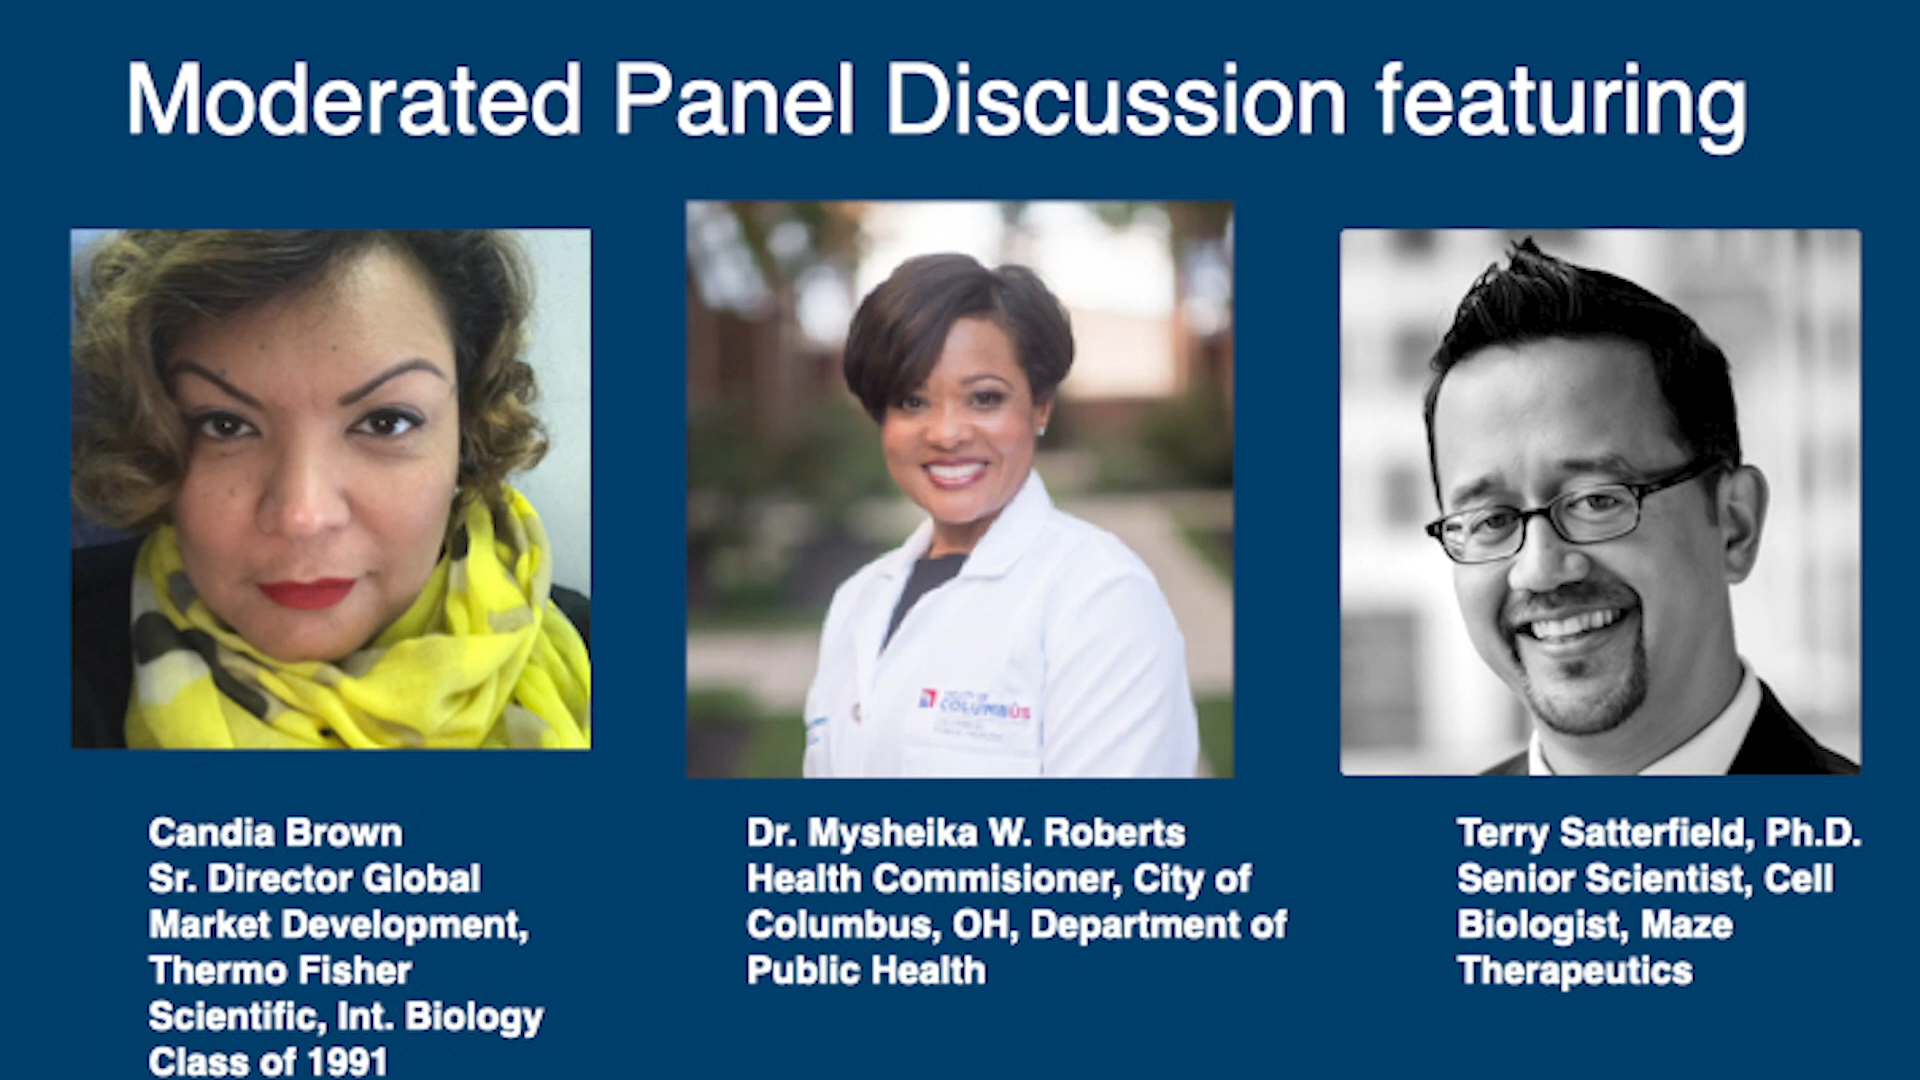 Moderated Panel Discussion featuring
COLUMBUS
Candia Brown
Sr. Director Global
Market Development,
Thermo Fisher
Scientific, Int. Biology
Class of 1991
Dr. Mysheika W. Roberts
Health Commisioner, City of
Columbus, OH, Department of
Public Health
Terry Satterfield, Ph.D.
Senior Scientist, Cell
Biologist, Maze
Therapeutics